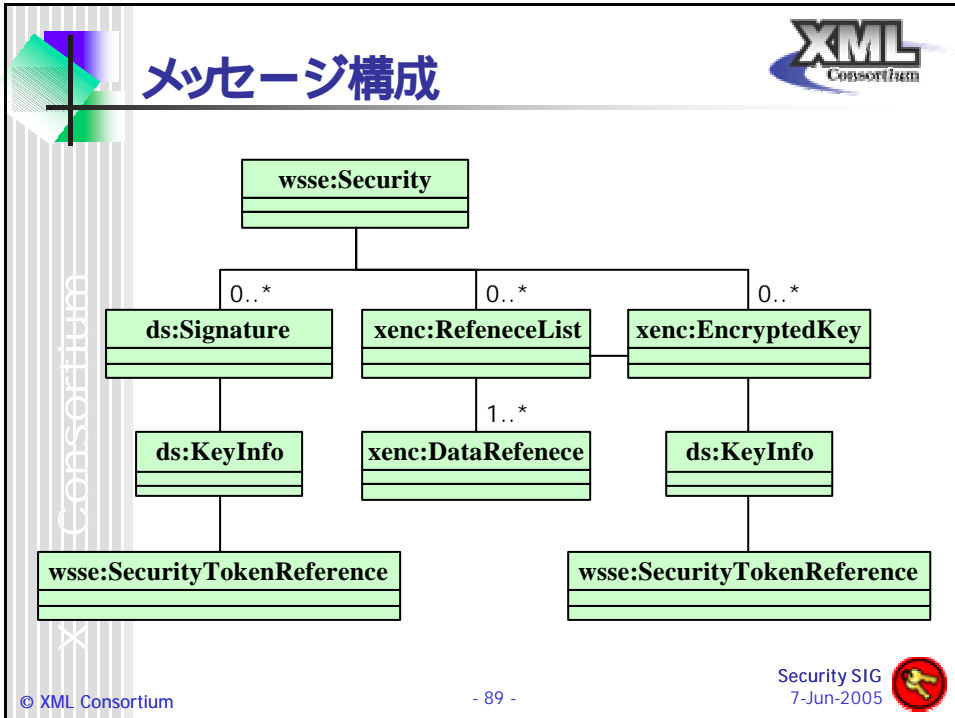 メッセージ構成
XML
Consortium
wsse:Security
0..*
0..*
0..*
ds:Signature
xenc:RefeneceList
xenc:EncryptedKey
1..*
ds:KeyInfo
xenc:DataRefenece
ds:KeyInfo
wsse:SecurityTokenReference
wsse:SecurityTokenReference
x Consortium
© XML Consortium
- 89 -
Security SIG
7-Jun-2005